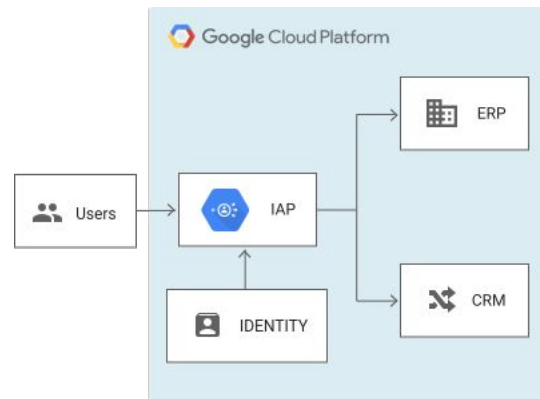 Google Cloud Platform
ERP
Users
IAP
IDENTITY
CRM